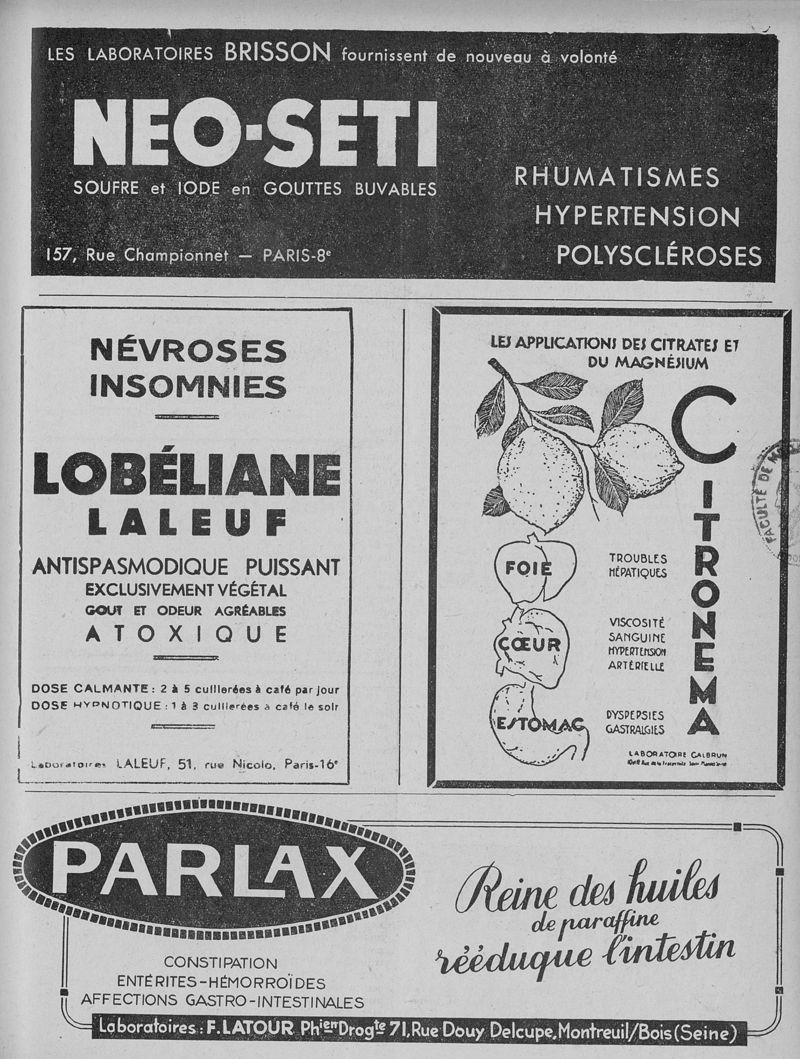 LES LABORATOIRES BRISSON fournissent de nouveau à volonté
NEO-SETI
SOUFRE et IODE en GOUTTES BUVABLES
RHUMATISMES
HYPERTENSION
POLYSCLÉROSES
157, Rue Championnet — PARIS-8e
NÉVROSES
INSOMNIES
LOBÉLIANE
LALEUF
ANTISPASMODIQUE PUISSANT
EXCLUSIVEMENT VÉGÉTAL
GOUT ET ODEUR AGRÉABLES
ATOXIQUE
DOSE CALMANTE : 2 à 5 cuillerées à café par jour
DOSE HYPNOTIQUE : 1 à 3 cuillerées à café le soir
Laboratoires LALEUF, 51, rue Nicolo, Paris-16e
LES APPLICATIONS DES CITRATES ET
DU MAGNÉSIUM
CITRONEMA
FOIE
TROUBLES
HÉPATIQUES
CŒUR
VISCOSITÉ
SANGUINE
HYPERTENSION
ARTÉRIELLE
ESTOMAC
DYSPEPSIES
GASTRALGIES
LABORATOIRE GALBRUN
FACULTÉ DE
PARLAX
CONSTIPATION
ENTÉRITES-HÉMORROÏDES
AFFECTIONS GASTRO-INTESTINALES
Reine des huiles
de paraffine
rééduque l'intestin
Laboratoires : F. LATOUR Phien Drogte 71, Rue Douy Delcupe, Montreuil/Bois (Seine)